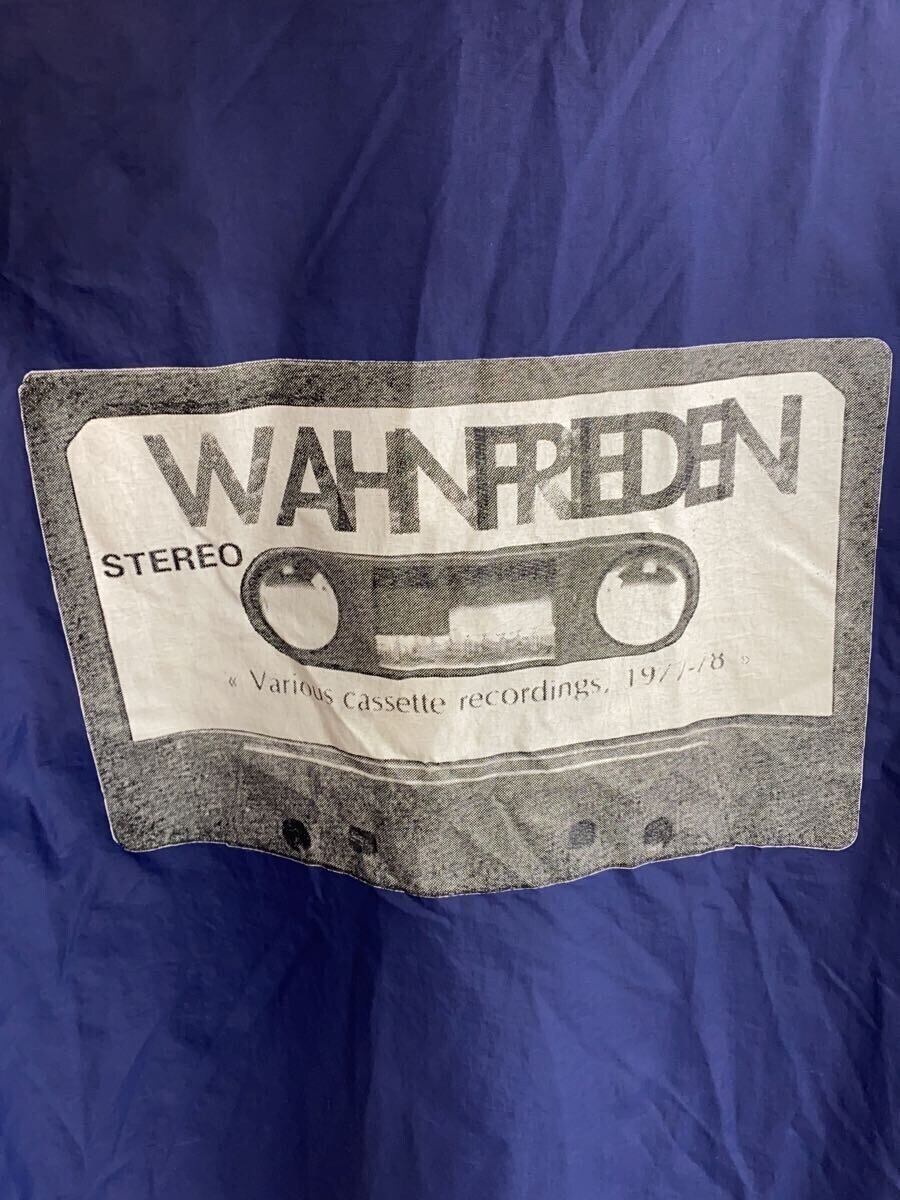 WAHNFRIEDEN
STEREO
« Various cassette recordings, 1977-78 »